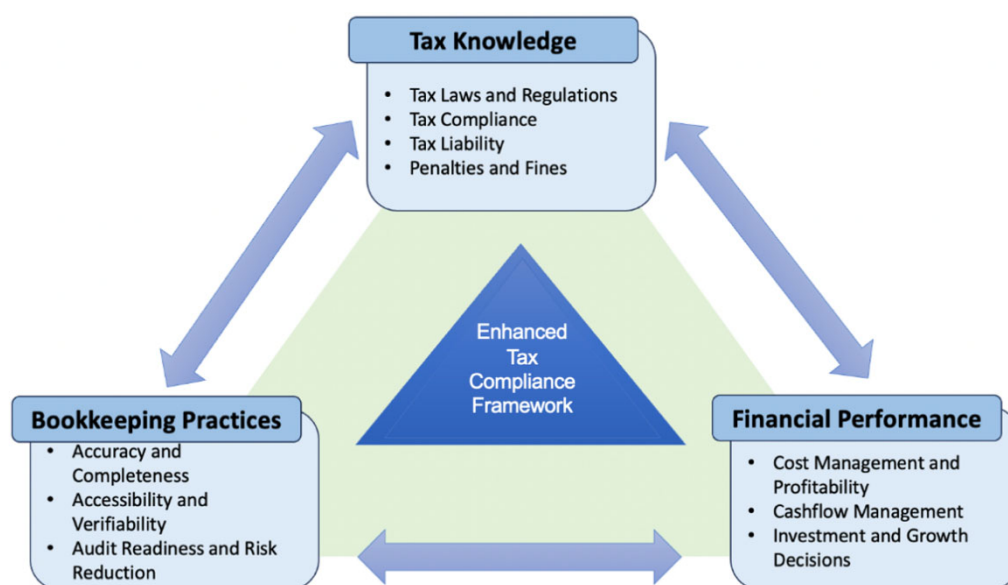 Tax Knowledge
• Tax Laws and Regulations
• Tax Compliance
• Tax Liability
• Penalties and Fines
Enhanced
Tax
Compliance
Framework
Bookkeeping Practices
• Accuracy and
Completeness
• Accessibility and
Verifiability
• Audit Readiness and Risk
Reduction
Financial Performance
• Cost Management and
Profitability
• Cashflow Management
• Investment and Growth
Decisions